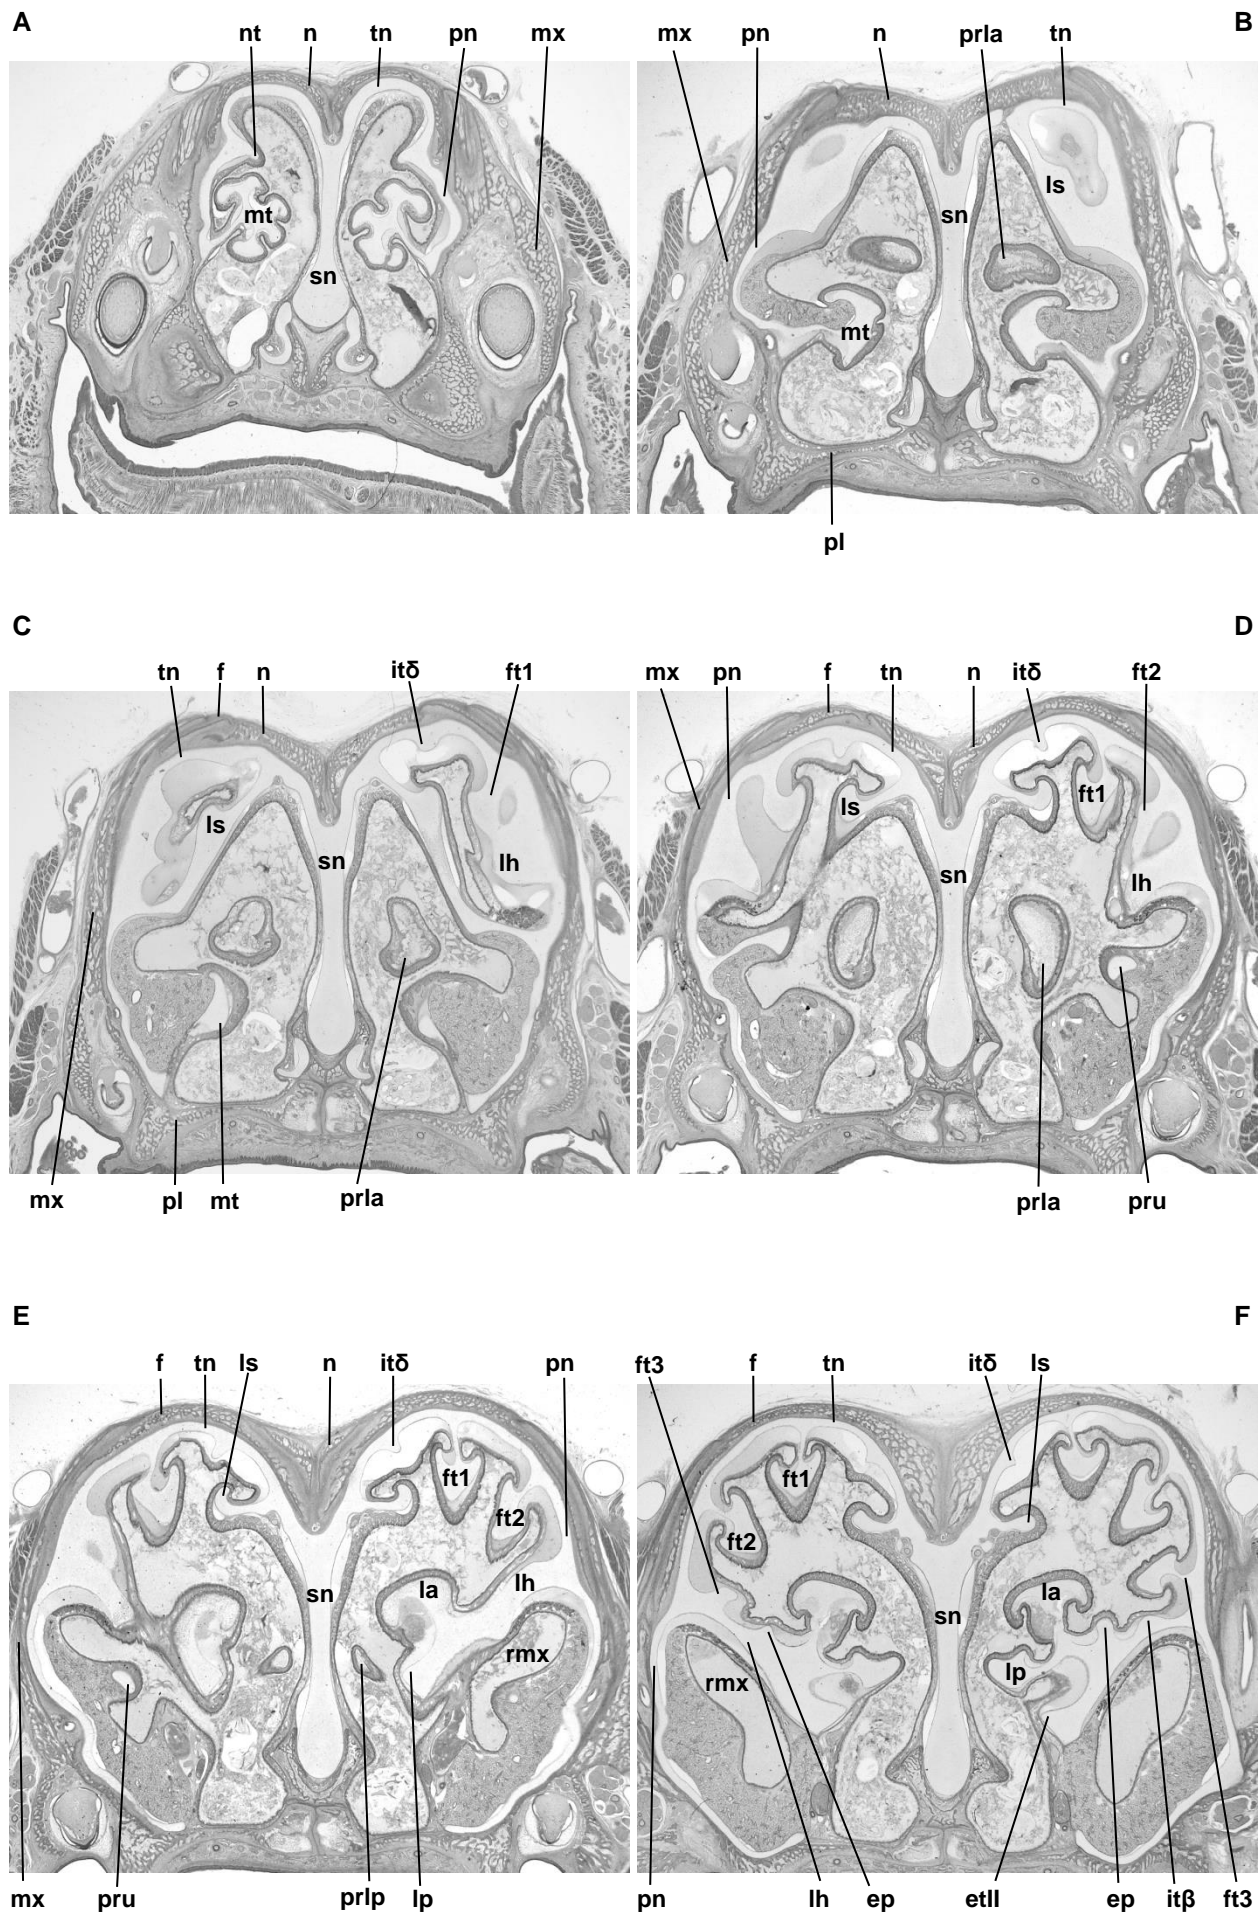 A
B
nt n tn pn mx
mx pn n prla tn
mt
sn
sn
ls
mt
pl
C
D
tn f n itδ ft1
mx pn f tn n itδ ft2
ls
sn
lh
ls
sn
ft1
lh
mx pl mt prla
prla pru
E
F
f tn ls n itδ pn
ft3 f tn itδ ls
ft1
ft2
sn
la
lh
rmx
ft1
ft2
sn
la
lp
rmx
mx pru prlp lp
pn lh ep etII ep itβ ft3